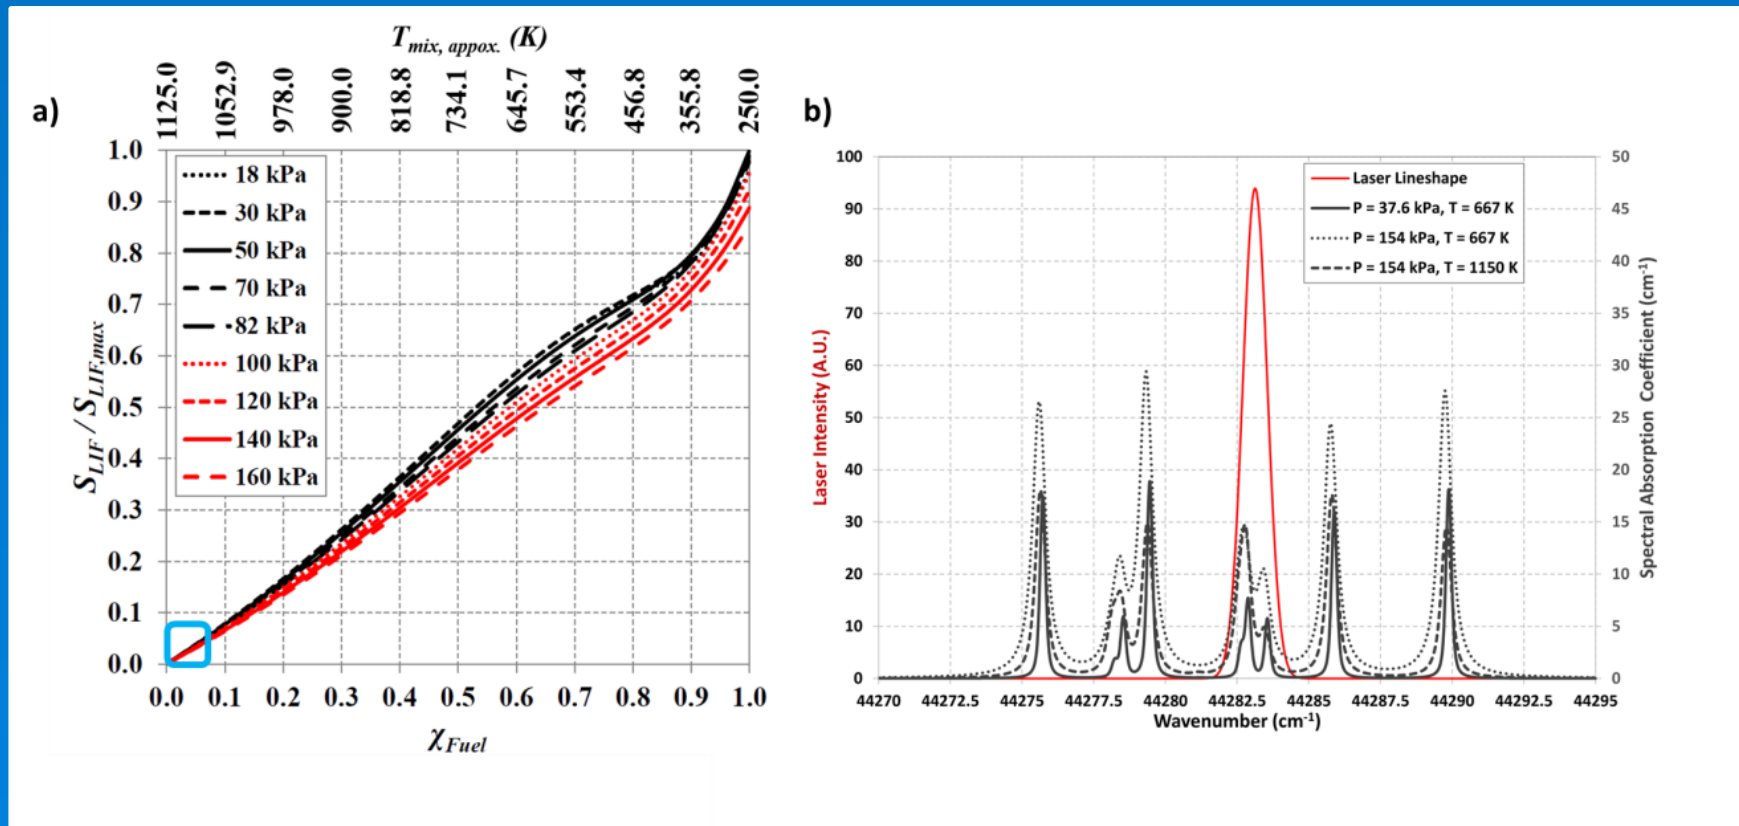 a)
T_mix, appox. (K)
1125.0 1052.9 978.0 900.0 818.8 734.1 645.7 553.4 456.8 355.8 250.0
S_LIF / S_LIF,max
1.0
0.9
0.8
0.7
0.6
0.5
0.4
0.3
0.2
0.1
0.0
18 kPa
30 kPa
50 kPa
70 kPa
82 kPa
100 kPa
120 kPa
140 kPa
160 kPa
0.0 0.1 0.2 0.3 0.4 0.5 0.6 0.7 0.8 0.9 1.0
χ_Fuel
b)
Laser Intensity (A.U.)
100
90
80
70
60
50
40
30
20
10
0
Laser Lineshape
P = 37.6 kPa, T = 667 K
P = 154 kPa, T = 667 K
P = 154 kPa, T = 1150 K
50
45
40
35
30
25
20
15
10
5
0
Spectral Absorption Coefficient (cm⁻¹)
44270 44272.5 44275 44277.5 44280 44282.5 44285 44287.5 44290 44292.5 44295
Wavenumber (cm⁻¹)